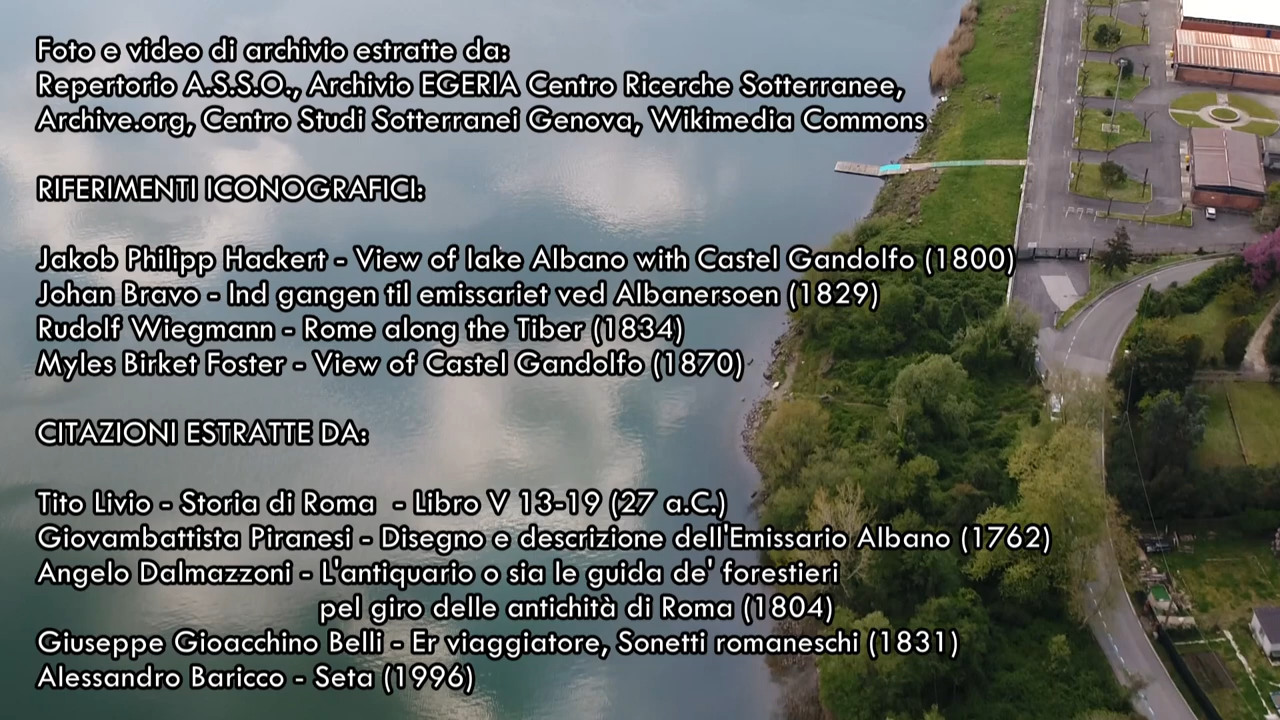 Foto e video di archivio estratte da:
Repertorio A.S.S.O., Archivio EGERIA Centro Ricerche Sotterranee,
Archive.org, Centro Studi Sotterranei Genova, Wikimedia Commons
RIFERIMENTI ICONOGRAFICI:
Jakob Philipp Hackert - View of lake Albano with Castel Gandolfo (1800)
Johan Bravo - Ind gangen til emissariet ved Albanersoen (1829)
Rudolf Wiegmann - Rome along the Tiber (1834)
Myles Birket Foster - View of Castel Gandolfo (1870)
CITAZIONI ESTRATTE DA:
Tito Livio - Storia di Roma  - Libro V 13-19 (27 a.C.)
Giovambattista Piranesi - Disegno e descrizione dell'Emissario Albano (1762)
Angelo Dalmazzoni - L'antiquario o sia le guida de' forestieri
pel giro delle antichità di Roma (1804)
Giuseppe Gioacchino Belli - Er viaggiatore, Sonetti romaneschi (1831)
Alessandro Baricco - Seta (1996)